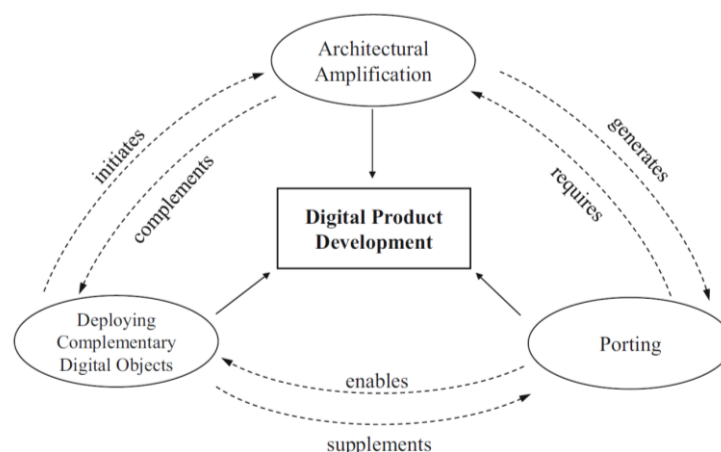 Architectural
Amplification
initiates
complements
generates
requires
Digital Product
Development
Deploying
Complementary
Digital Objects
Porting
enables
supplements